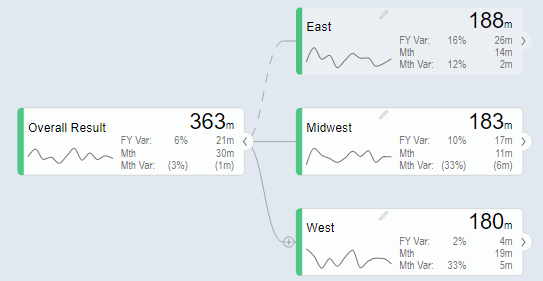 East 188m
FY Var: 16% 26m
Mth 14m
Mth Var: 12% 2m
Overall Result 363m
FY Var: 6% 21m
Mth 30m
Mth Var: (3%) (1m)
Midwest 183m
FY Var: 10% 17m
Mth 11m
Mth Var: (33%) (6m)
West 180m
FY Var: 2% 4m
Mth 19m
Mth Var: 33% 5m